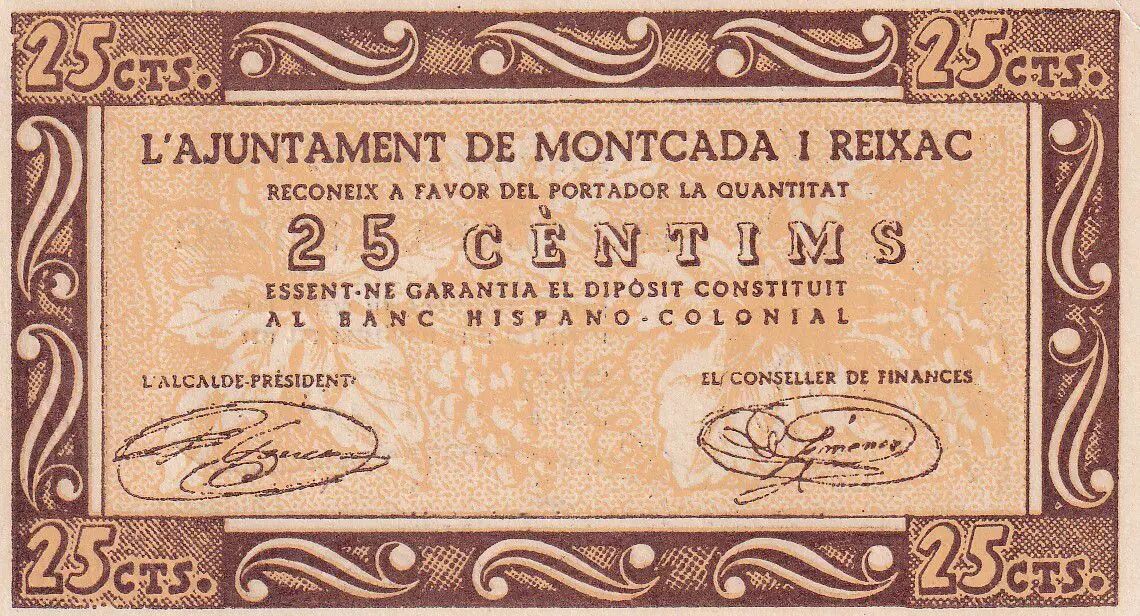 25 CTS. 25 CTS.
L'AJUNTAMENT DE MONTCADA I REIXAC
RECONEIX A FAVOR DEL PORTADOR LA QUANTITAT
25 CÈNTIMS
ESSENT-NE GARANTIA EL DIPÒSIT CONSTITUIT
AL BANC HISPANO-COLONIAL
L'ALCALDE-PRESIDENT EL CONSELLER DE FINANCES
25 CTS. 25 CTS.